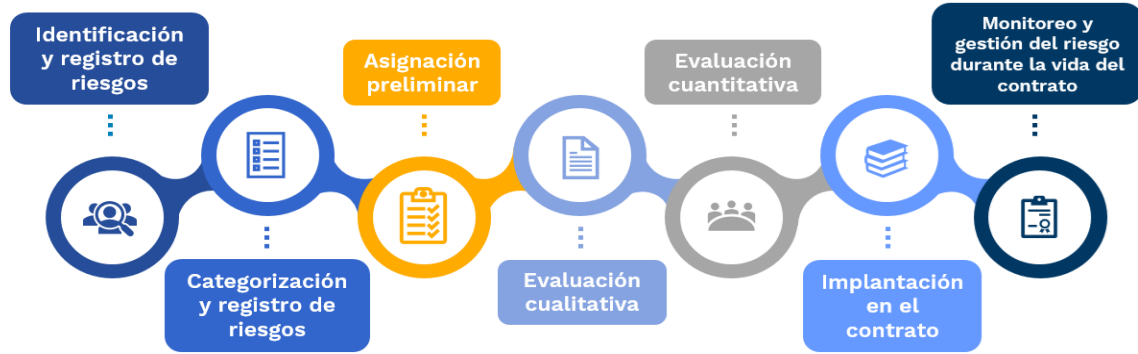 Identificación
y registro de
riesgos
Categorización
y registro de
riesgos
Asignación
preliminar
Evaluación
cualitativa
Evaluación
cuantitativa
Implantación
en el
contrato
Monitoreo y
gestión del riesgo
durante la vida del
contrato